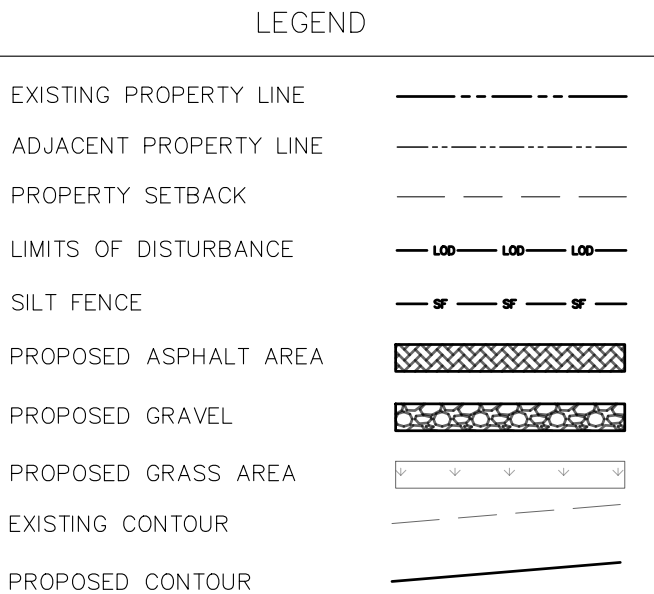 LEGEND
EXISTING PROPERTY LINE
ADJACENT PROPERTY LINE
PROPERTY SETBACK
LIMITS OF DISTURBANCE LOD LOD LOD
SILT FENCE SF SF SF
PROPOSED ASPHALT AREA
PROPOSED GRAVEL
PROPOSED GRASS AREA
EXISTING CONTOUR
PROPOSED CONTOUR